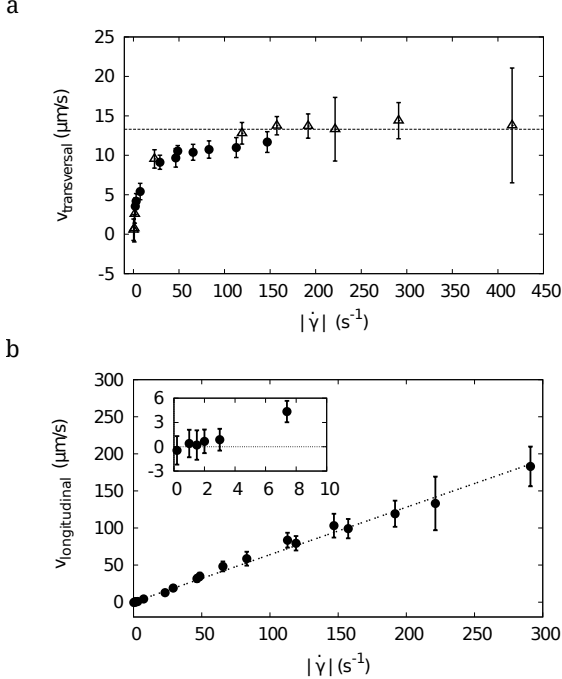 a
25
20
15
10
5
0
-5
v_transversal (μm/s)
0 50 100 150 200 250 300 350 400 450
|γ̇| (s⁻¹)
b
300
250
200
150
100
50
0
v_longitudinal (μm/s)
6
3
0
-3
0 2 4 6 8 10
0 50 100 150 200 250 300
|γ̇| (s⁻¹)